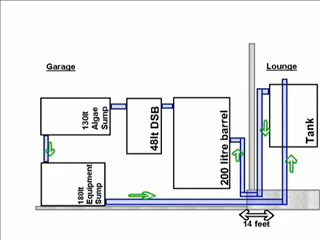 Garage
Lounge
130lt
Algae
Sump
48lt DSB
200 litre barrel
Tank
180lt
Equipment
Sump
14 feet